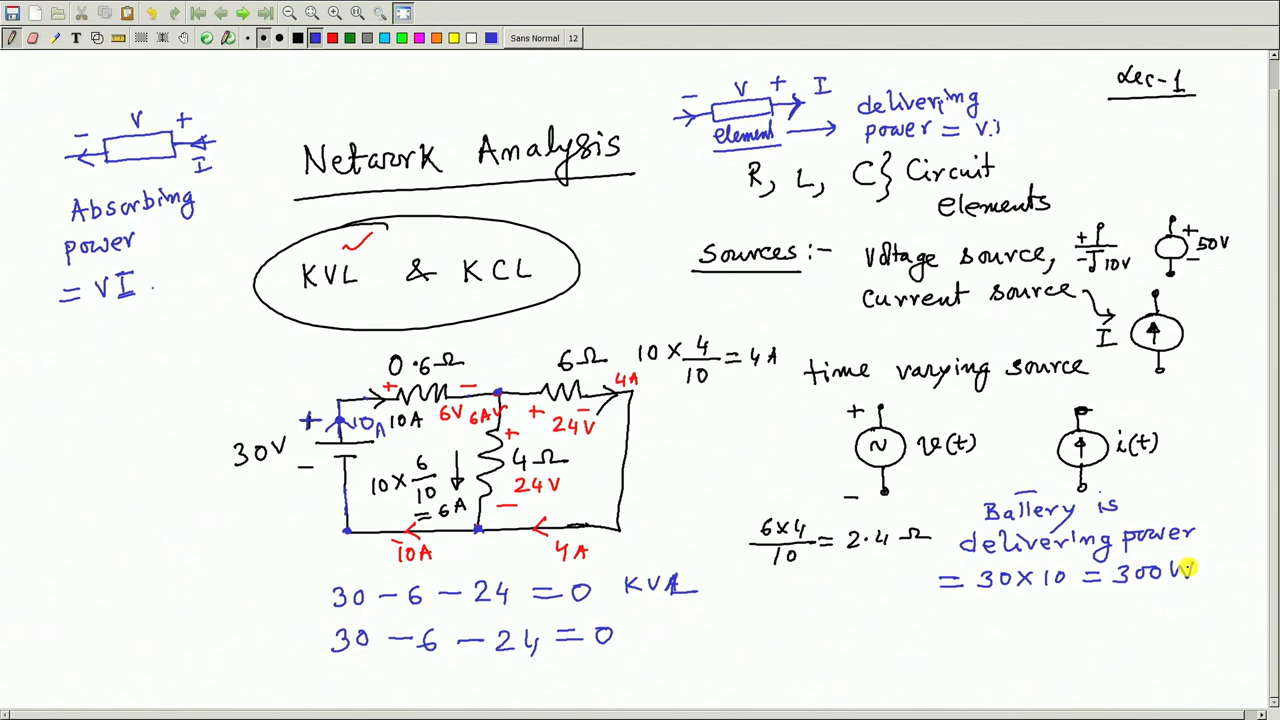 Sans Normal 12
Lec-1
Network Analysis
KVL & KCL
- V + I
Absorbing
power
= VI
- V + I
element → delivering
power = v.i
R, L, C} Circuit
elements
Sources :- Voltage source, + - 10V + - 50V
current source I
time varying source
+ ~ - v(t) i(t)
0.6Ω 6Ω 10 × 4/10 = 4A
+ 10A + 10A - 6V 6A + 24V - 4A
30V + -
10 × 6/10 = 6A
+ 4Ω 24V -
10A 4A
6×4/10 = 2.4 Ω
30 - 6 - 24 = 0 KVL
30 - 6 - 24 = 0
Battery is
delivering power
= 30×10 = 300W